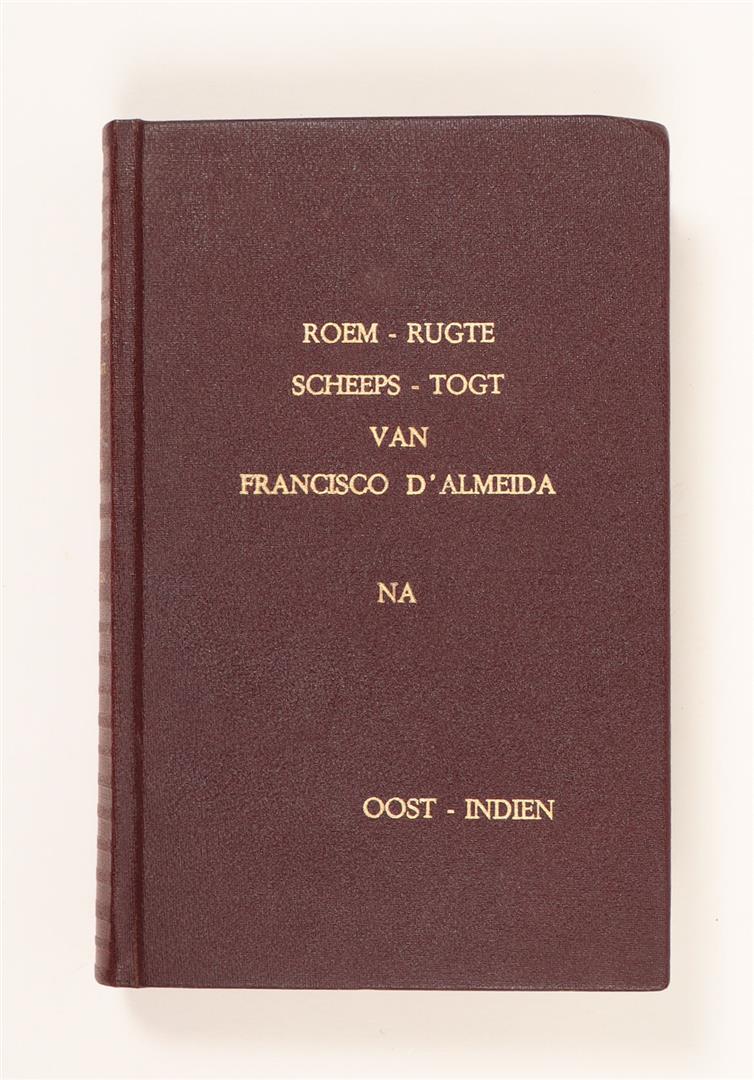 ROEM - RUGTE
SCHEEPS - TOGT
VAN
FRANCISCO D'ALMEIDA
NA
OOST - INDIEN